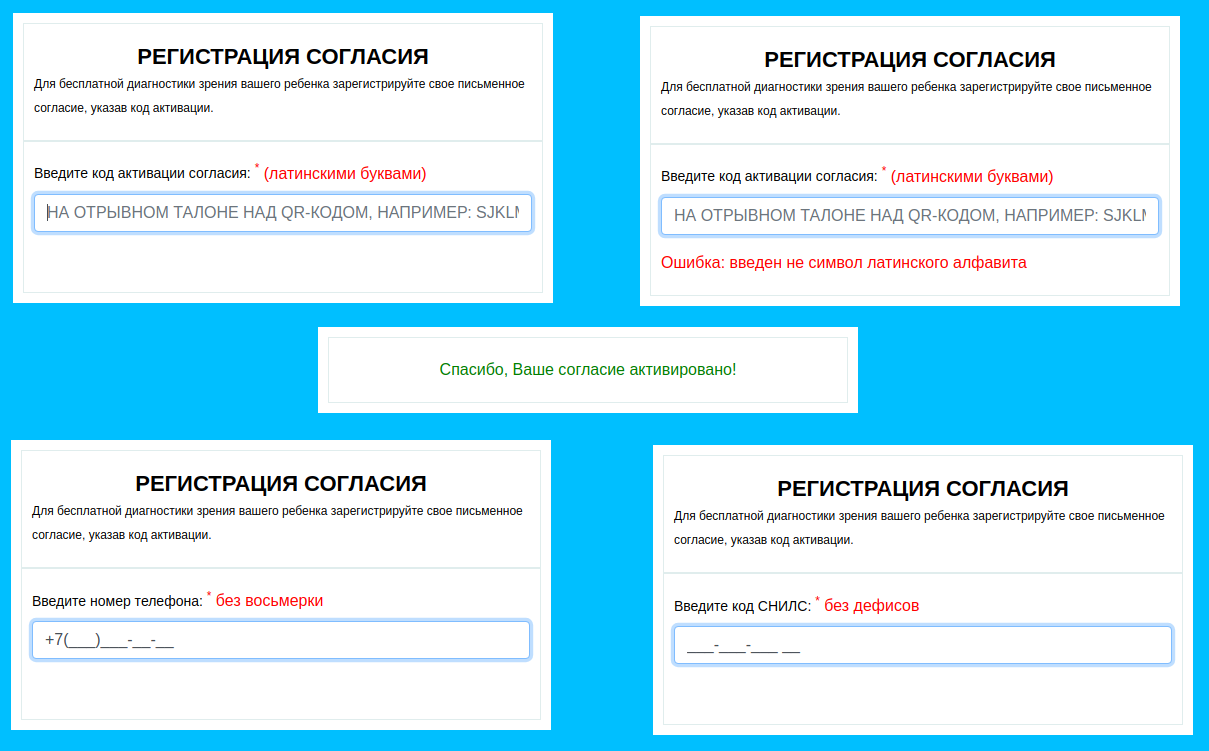 РЕГИСТРАЦИЯ СОГЛАСИЯ
Для бесплатной диагностики зрения вашего ребенка зарегистрируйте свое письменное
согласие, указав код активации.
Введите код активации согласия: * (латинскими буквами)
НА ОТРЫВНОМ ТАЛОНЕ НАД QR-КОДОМ, НАПРИМЕР: SJKL
РЕГИСТРАЦИЯ СОГЛАСИЯ
Для бесплатной диагностики зрения вашего ребенка зарегистрируйте свое письменное
согласие, указав код активации.
Введите код активации согласия: * (латинскими буквами)
НА ОТРЫВНОМ ТАЛОНЕ НАД QR-КОДОМ, НАПРИМЕР: SJKL
Ошибка: введен не символ латинского алфавита
Спасибо, Ваше согласие активировано!
РЕГИСТРАЦИЯ СОГЛАСИЯ
Для бесплатной диагностики зрения вашего ребенка зарегистрируйте свое письменное
согласие, указав код активации.
Введите номер телефона: * без восьмерки
+7(___)___-__-__
РЕГИСТРАЦИЯ СОГЛАСИЯ
Для бесплатной диагностики зрения вашего ребенка зарегистрируйте свое письменное
согласие, указав код активации.
Введите код СНИЛС: * без дефисов
___-___-___ __